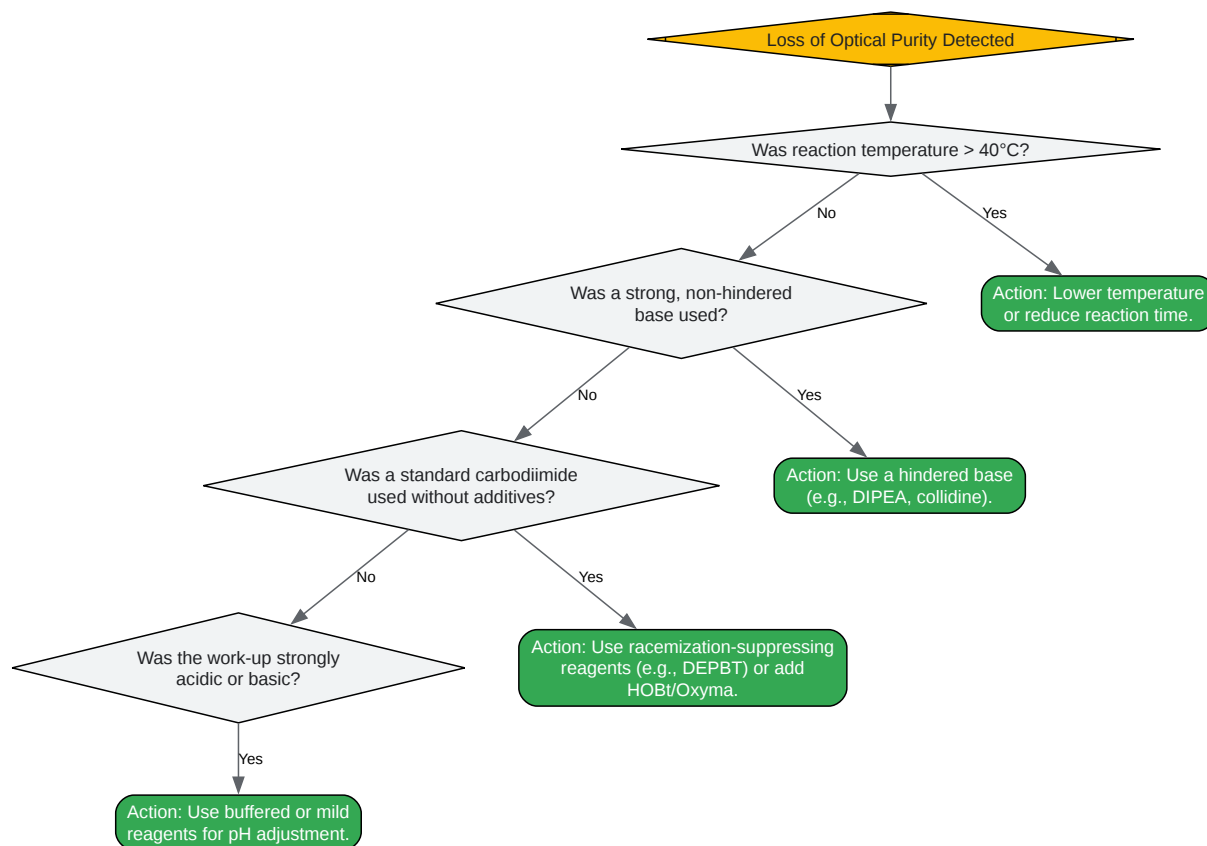 Loss of Optical Purity Detected
Was reaction temperature > 40°C?
No
Yes
Was a strong, non-hindered
base used?
Action: Lower temperature
or reduce reaction time.
No
Yes
Was a standard carbodiimide
used without additives?
Action: Use a hindered base
(e.g., DIPEA, collidine).
No
Yes
Was the work-up strongly
acidic or basic?
Action: Use racemization-suppressing
reagents (e.g., DEPBT) or add
HOBt/Oxyma.
Yes
Action: Use buffered or mild
reagents for pH adjustment.